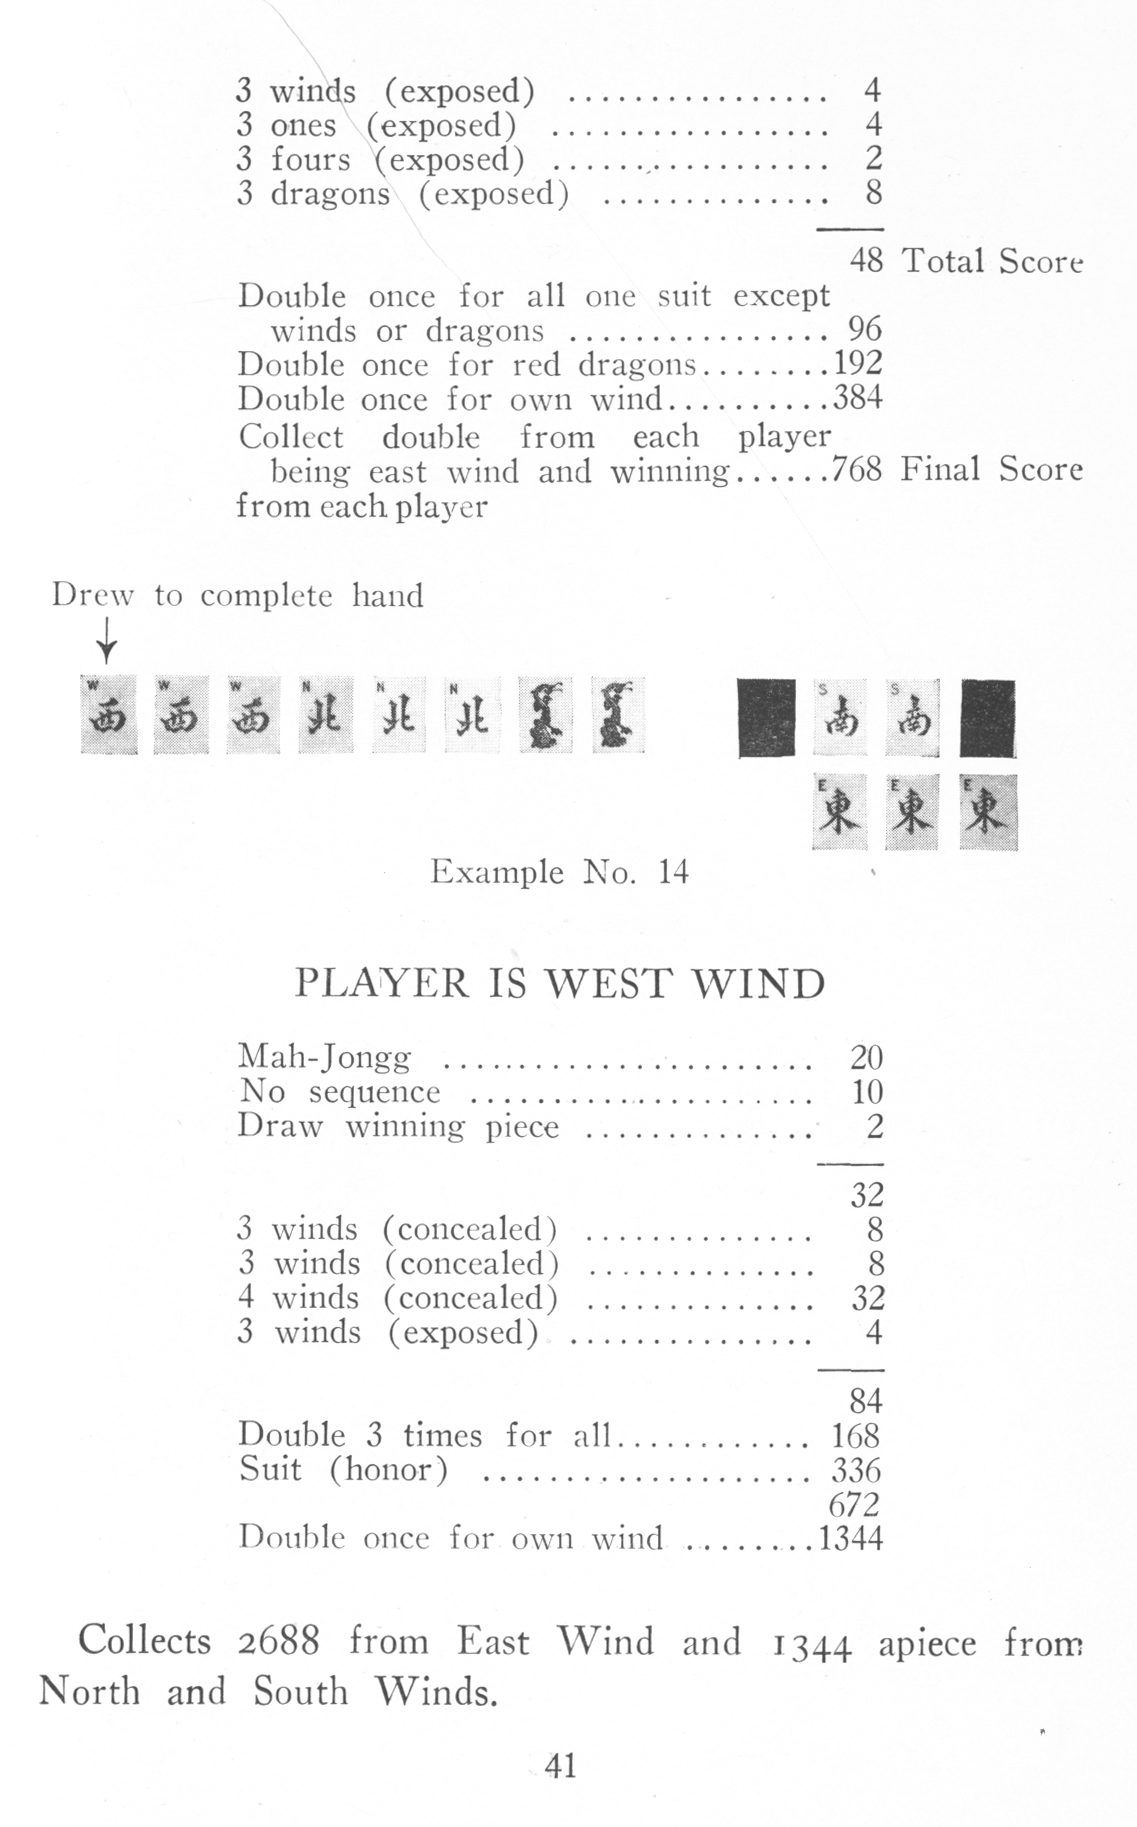 3 winds (exposed) ................ 4
3 ones (exposed) ................. 4
3 fours (exposed) ................. 2
3 dragons (exposed) .............. 8
48 Total Score
Double once for all one suit except
winds or dragons ................ 96
Double once for red dragons........192
Double once for own wind..........384
Collect double from each player
being east wind and winning......768 Final Score
from each player
Drew to complete hand
W W W N N N S S
西 西 西 北 北 北 南 南
E E E
東 東 東
Example No. 14
PLAYER IS WEST WIND
Mah-Jongg ....................... 20
No sequence ..................... 10
Draw winning piece .............. 2
32
3 winds (concealed) .............. 8
3 winds (concealed) .............. 8
4 winds (concealed) .............. 32
3 winds (exposed) ............... 4
84
Double 3 times for all............ 168
Suit (honor) .................... 336
672
Double once for own wind ........1344
Collects 2688 from East Wind and 1344 apiece from
North and South Winds.
41